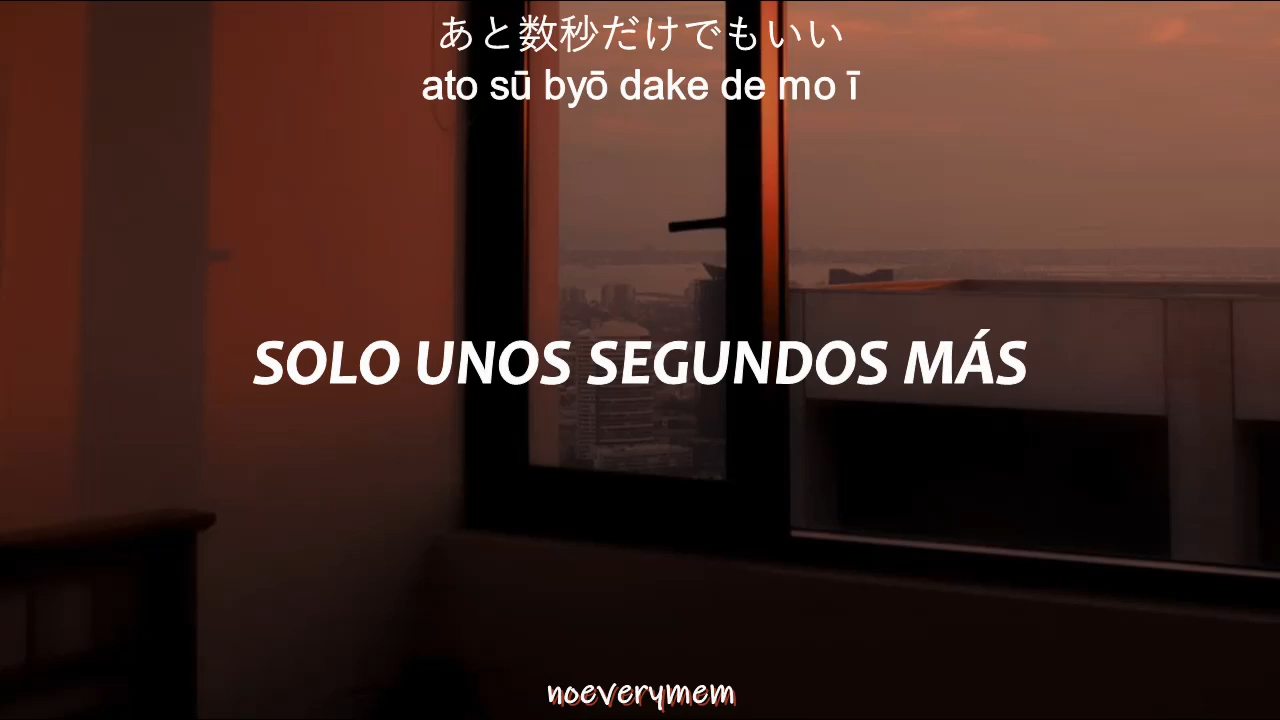 あと数秒だけでもいい
ato sū byō dake de mo ī
SOLO UNOS SEGUNDOS MÁS
noeverymem